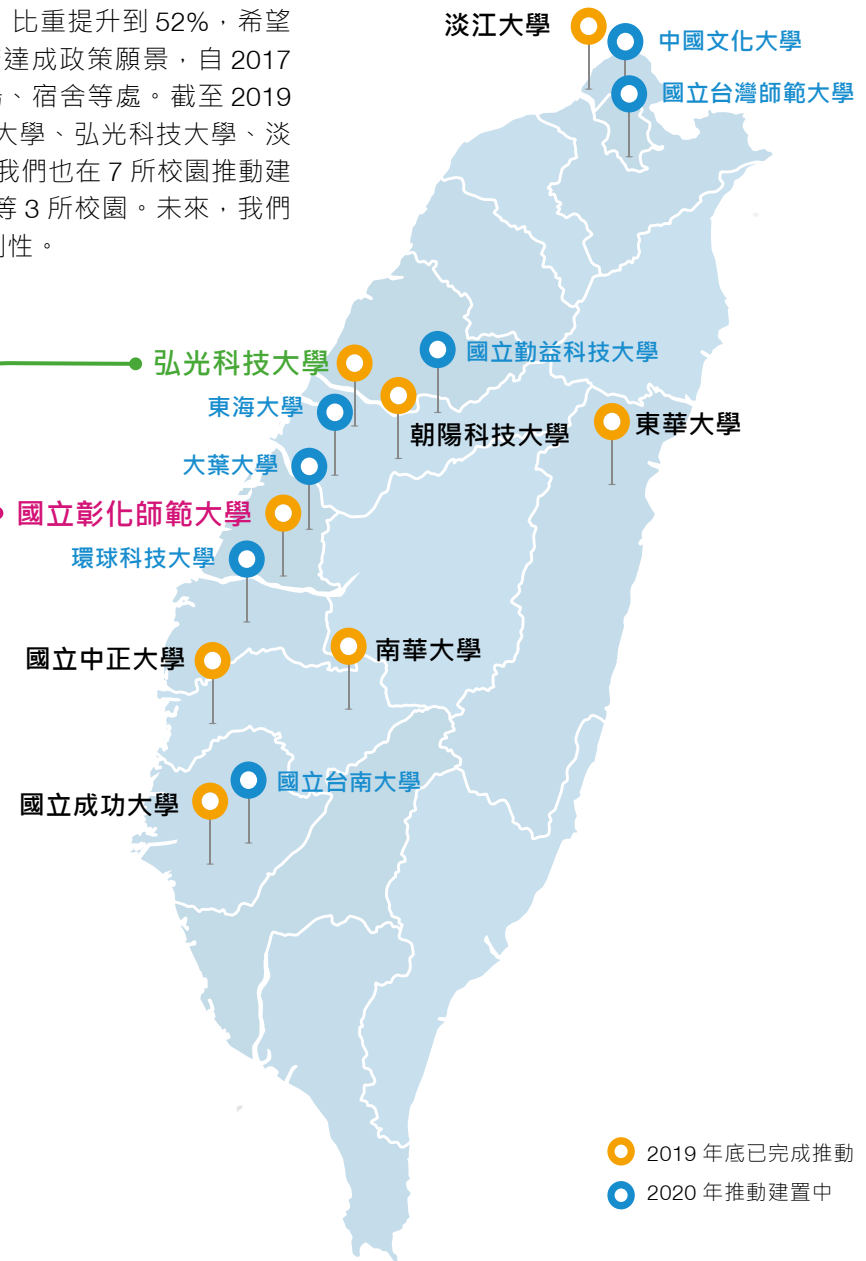 比重提升到 52%，希望
達成政策願景，自 2017
、宿舍等處。截至 2019
大學、弘光科技大學、淡
我們也在 7 所校園推動建
等 3 所校園。未來，我們
性。
淡江大學
中國文化大學
國立台灣師範大學
弘光科技大學
國立勤益科技大學
東海大學
朝陽科技大學
東華大學
大葉大學
國立彰化師範大學
環球科技大學
國立中正大學
南華大學
國立台南大學
國立成功大學
2019 年底已完成推動
2020 年推動建置中